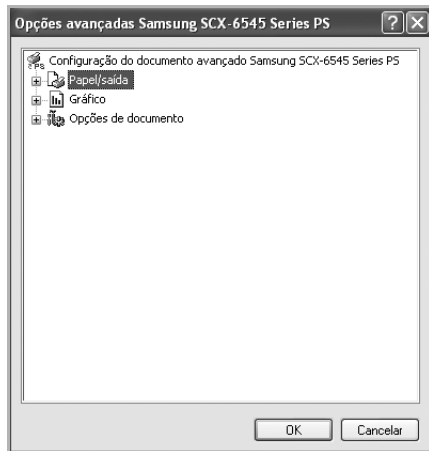 Opções avançadas Samsung SCX-6545 Series PS
Configuração do documento avançado Samsung SCX-6545 Series PS
Papel/saída
Gráfico
Opções de documento
OK
Cancelar